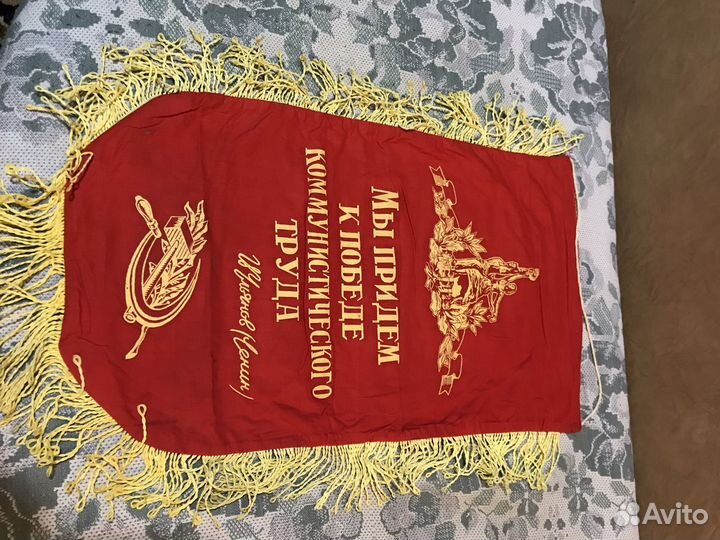 МЫ ПРИДЕМ
К ПОБЕДЕ
КОММУНИСТИЧЕСКОГО
ТРУДА
Ульянов (Ленин)
Avito